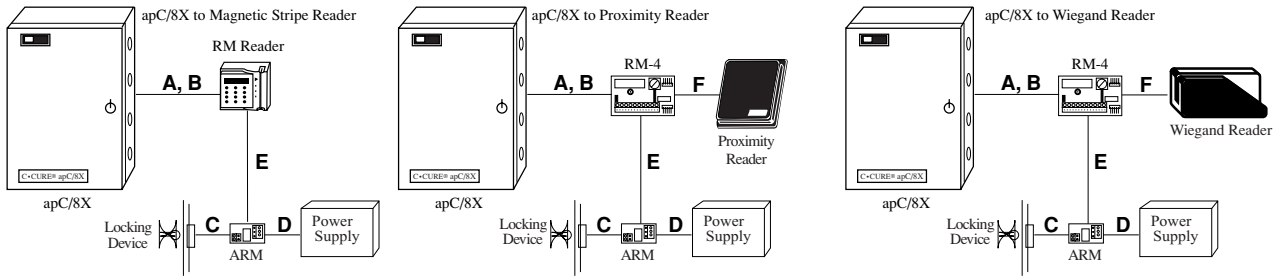 apC/8X to Magnetic Stripe Reader
RM Reader
A, B
E
C•CURE® apC/8X
apC/8X
Locking
Device
C
D
ARM
Power
Supply
apC/8X to Proximity Reader
RM-4
A, B
F
Proximity
Reader
E
C•CURE® apC/8X
apC/8X
Locking
Device
C
D
ARM
Power
Supply
apC/8X to Wiegand Reader
RM-4
A, B
F
Wiegand Reader
E
C•CURE® apC/8X
apC/8X
Locking
Device
C
D
ARM
Power
Supply